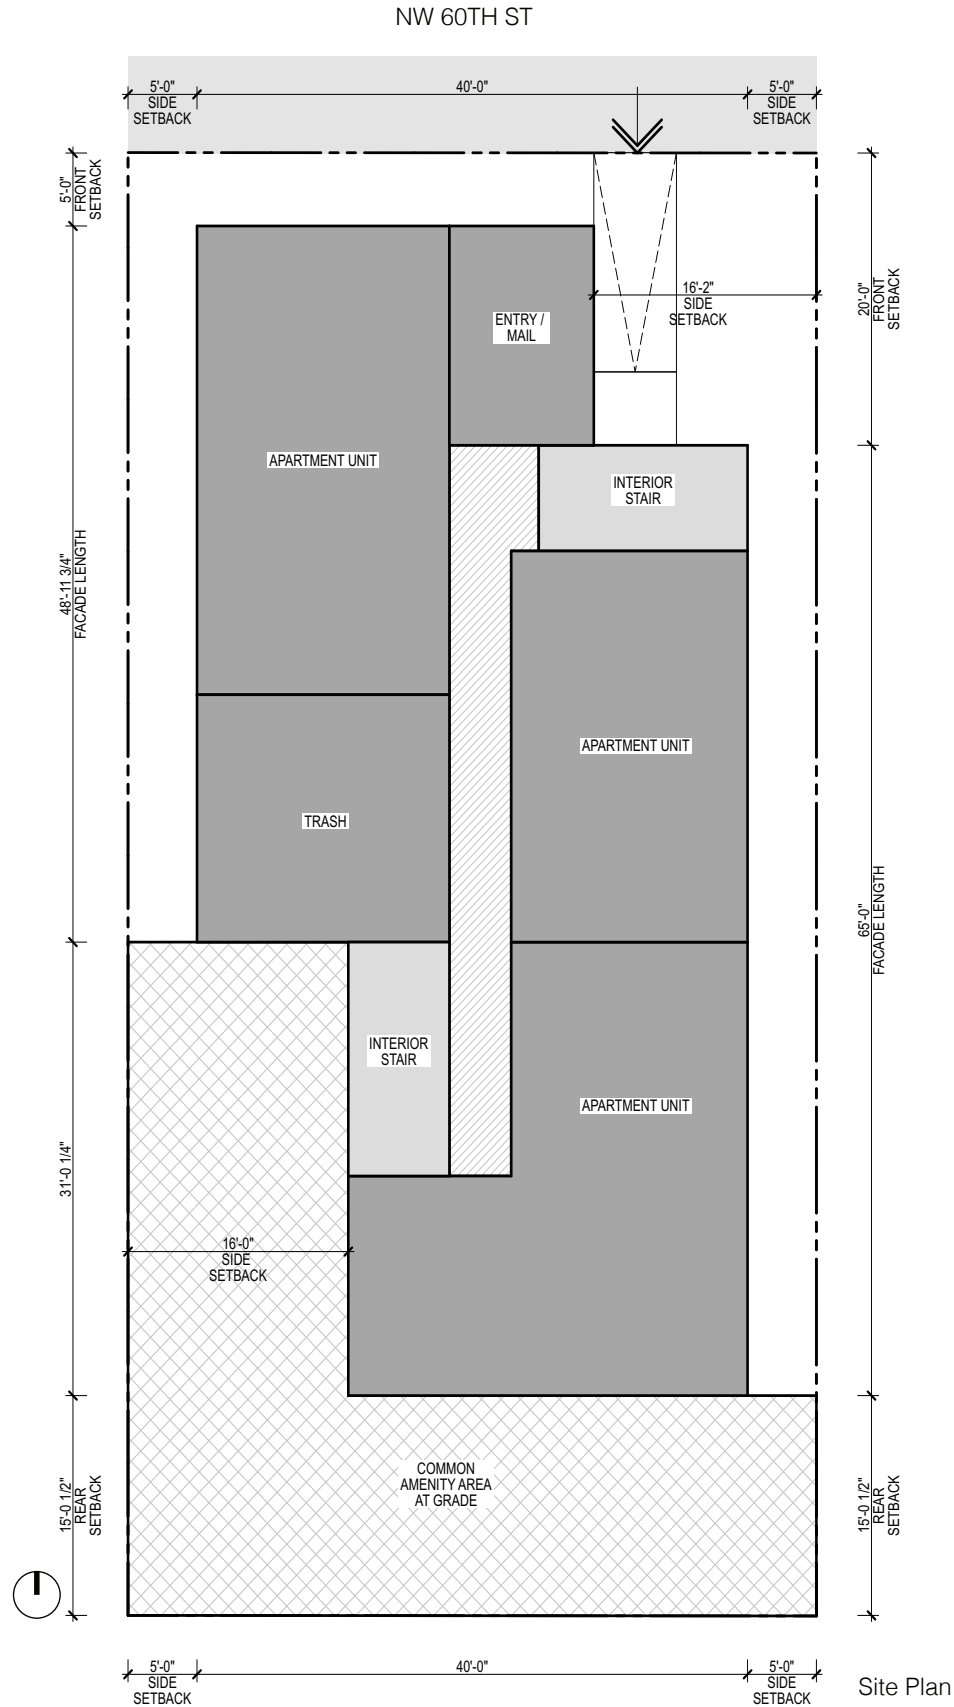 NW 60TH ST
5'-0"
SIDE
SETBACK
40'-0"
5'-0"
SIDE
SETBACK
5'-0"
FRONT
SETBACK
20'-0"
FRONT
SETBACK
16'-2"
SIDE
SETBACK
ENTRY /
MAIL
APARTMENT UNIT
INTERIOR
STAIR
48'-11 3/4"
FACADE LENGTH
APARTMENT UNIT
TRASH
65'-0"
FACADE LENGTH
INTERIOR
STAIR
APARTMENT UNIT
31'-0 1/4"
16'-0"
SIDE
SETBACK
COMMON
AMENITY AREA
AT GRADE
15'-0 1/2"
REAR
SETBACK
15'-0 1/2"
REAR
SETBACK
5'-0"
SIDE
SETBACK
40'-0"
5'-0"
SIDE
SETBACK
Site Plan